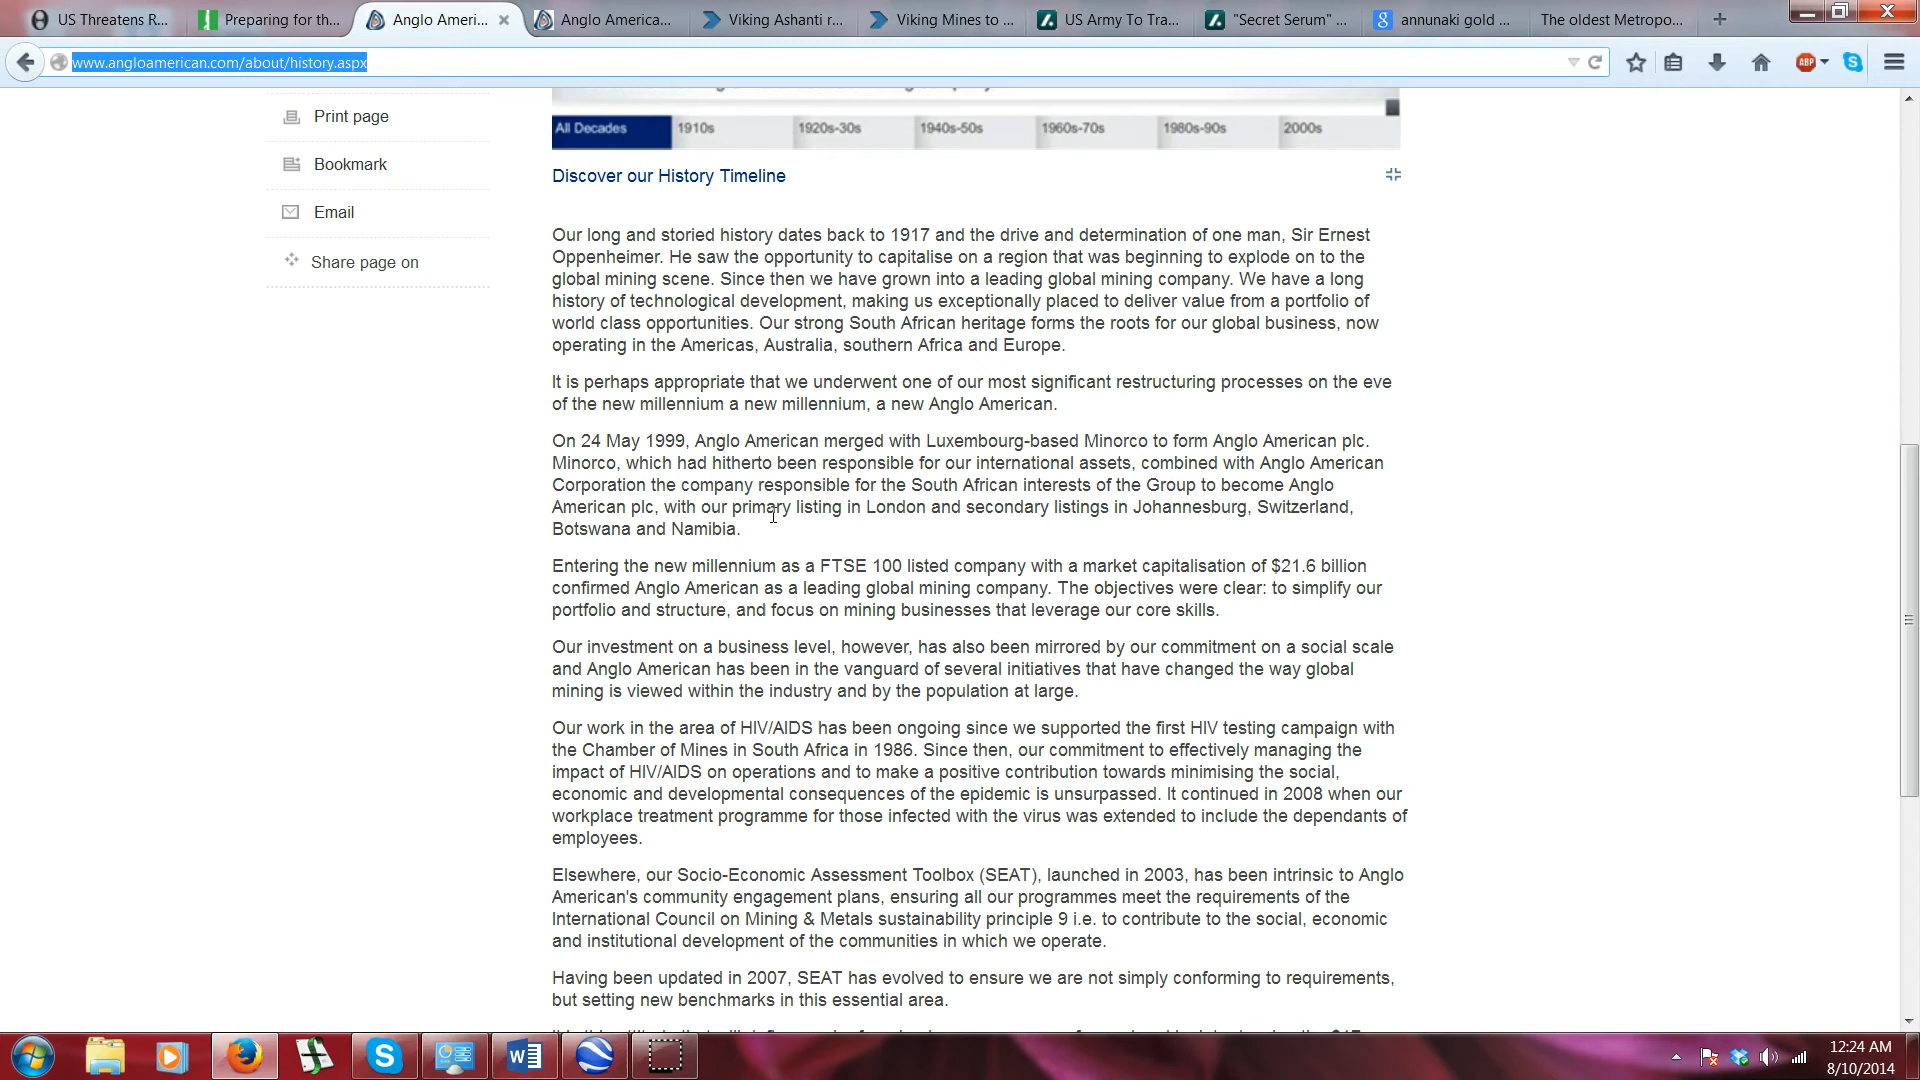 US Threatens R...
Preparing for th...
Anglo Ameri...
Anglo America...
Viking Ashanti r...
Viking Mines to ...
US Army To Tra...
"Secret Serum" ...
annunaki gold ...
The oldest Metropo...
www.angloamerican.com/about/history.aspx
ABP
Print page
Bookmark
Email
Share page on
All Decades
1910s
1920s-30s
1940s-50s
1960s-70s
1980s-90s
2000s
Discover our History Timeline
Our long and storied history dates back to 1917 and the drive and determination of one man, Sir Ernest
Oppenheimer. He saw the opportunity to capitalise on a region that was beginning to explode on to the
global mining scene. Since then we have grown into a leading global mining company. We have a long
history of technological development, making us exceptionally placed to deliver value from a portfolio of
world class opportunities. Our strong South African heritage forms the roots for our global business, now
operating in the Americas, Australia, southern Africa and Europe.
It is perhaps appropriate that we underwent one of our most significant restructuring processes on the eve
of the new millennium a new millennium, a new Anglo American.
On 24 May 1999, Anglo American merged with Luxembourg-based Minorco to form Anglo American plc.
Minorco, which had hitherto been responsible for our international assets, combined with Anglo American
Corporation the company responsible for the South African interests of the Group to become Anglo
American plc, with our primary listing in London and secondary listings in Johannesburg, Switzerland,
Botswana and Namibia.
Entering the new millennium as a FTSE 100 listed company with a market capitalisation of $21.6 billion
confirmed Anglo American as a leading global mining company. The objectives were clear: to simplify our
portfolio and structure, and focus on mining businesses that leverage our core skills.
Our investment on a business level, however, has also been mirrored by our commitment on a social scale
and Anglo American has been in the vanguard of several initiatives that have changed the way global
mining is viewed within the industry and by the population at large.
Our work in the area of HIV/AIDS has been ongoing since we supported the first HIV testing campaign with
the Chamber of Mines in South Africa in 1986. Since then, our commitment to effectively managing the
impact of HIV/AIDS on operations and to make a positive contribution towards minimising the social,
economic and developmental consequences of the epidemic is unsurpassed. It continued in 2008 when our
workplace treatment programme for those infected with the virus was extended to include the dependants of
employees.
Elsewhere, our Socio-Economic Assessment Toolbox (SEAT), launched in 2003, has been intrinsic to Anglo
American's community engagement plans, ensuring all our programmes meet the requirements of the
International Council on Mining & Metals sustainability principle 9 i.e. to contribute to the social, economic
and institutional development of the communities in which we operate.
Having been updated in 2007, SEAT has evolved to ensure we are not simply conforming to requirements,
but setting new benchmarks in this essential area.
12:24 AM
8/10/2014